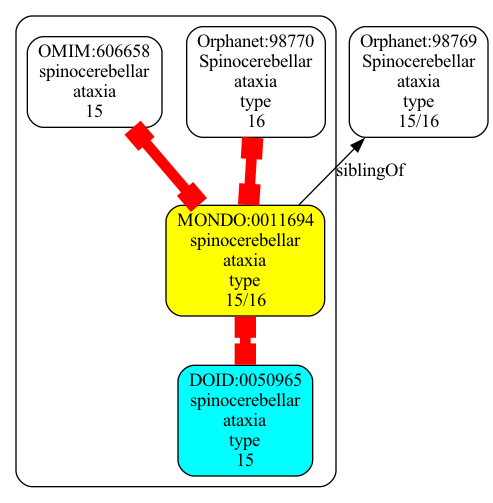 OMIM:606658
spinocerebellar
ataxia
15
Orphanet:98770
Spinocerebellar
ataxia
type
16
Orphanet:98769
Spinocerebellar
ataxia
type
15/16
siblingOf
MONDO:0011694
spinocerebellar
ataxia
type
15/16
DOID:0050965
spinocerebellar
ataxia
type
15